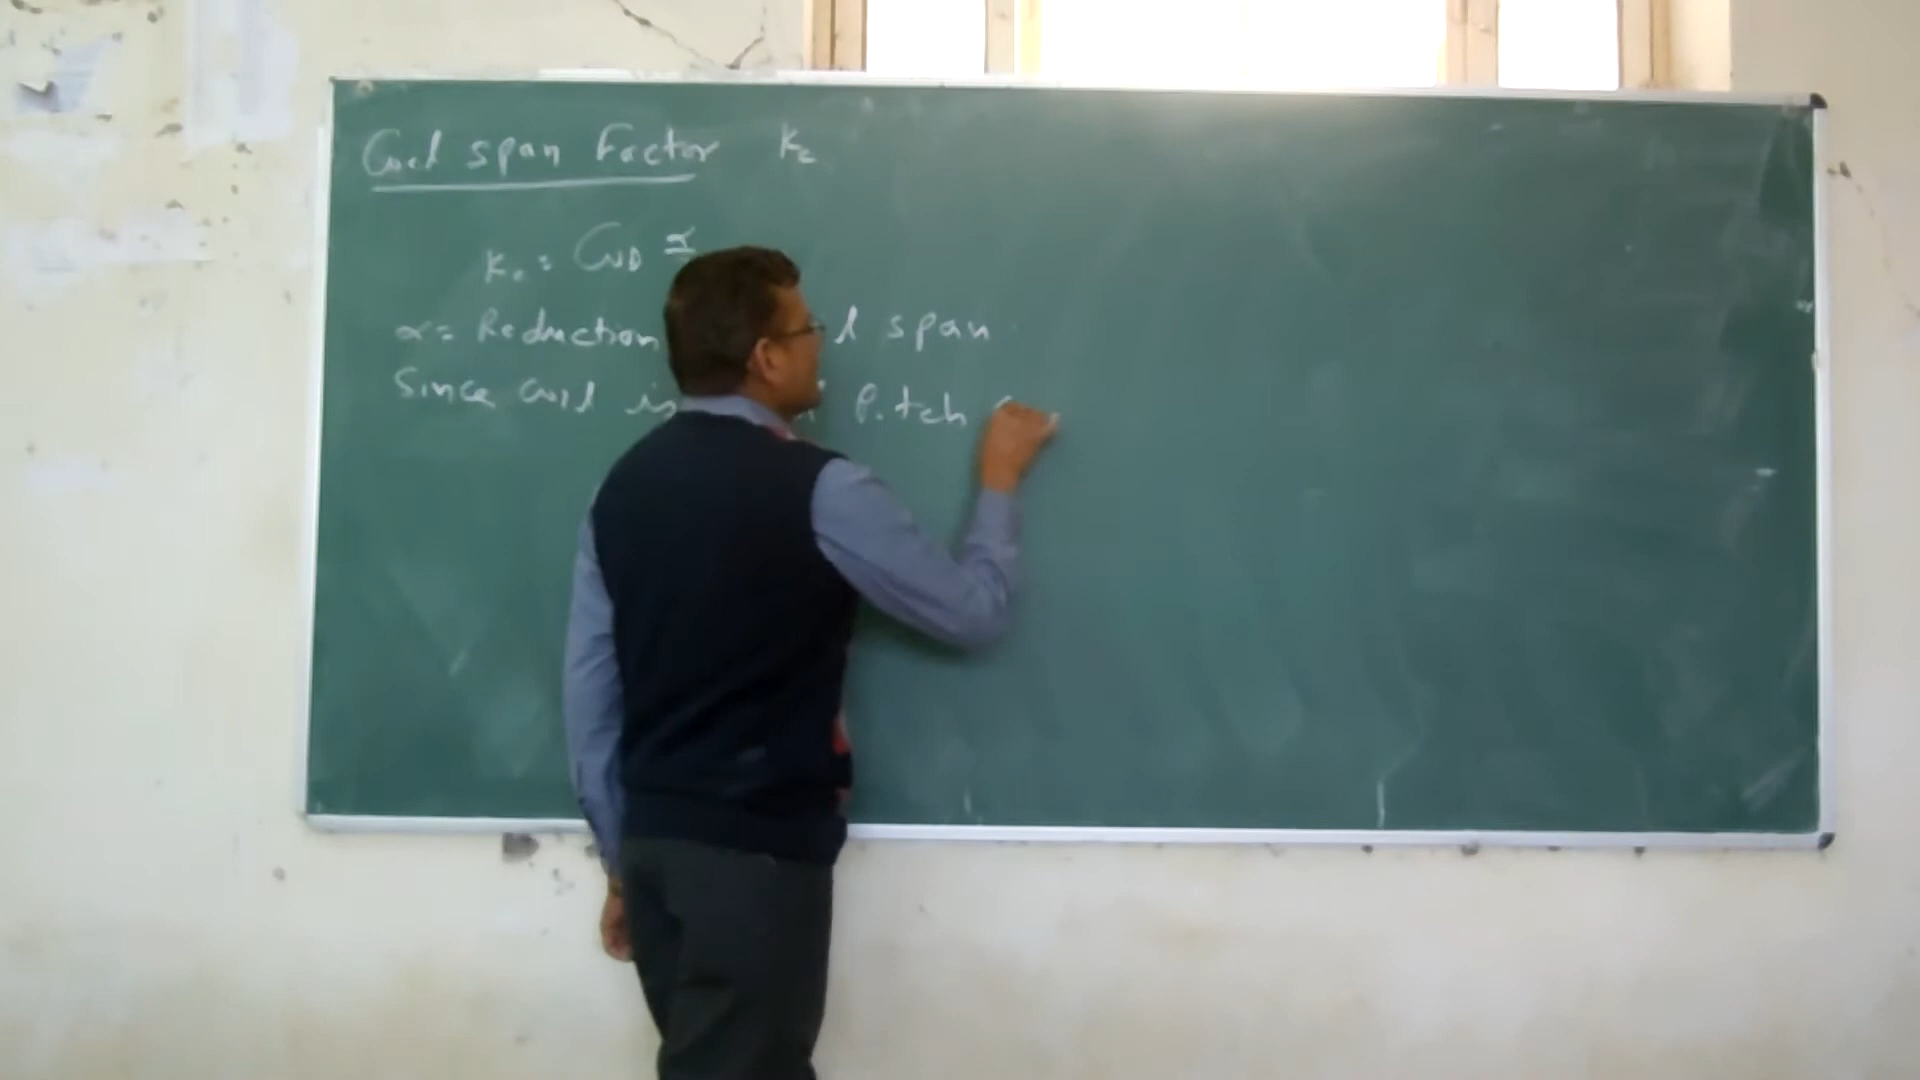 Coil span Factor Kc
Kc = Cos α
α = Reduction l span
Since coil is Pitch